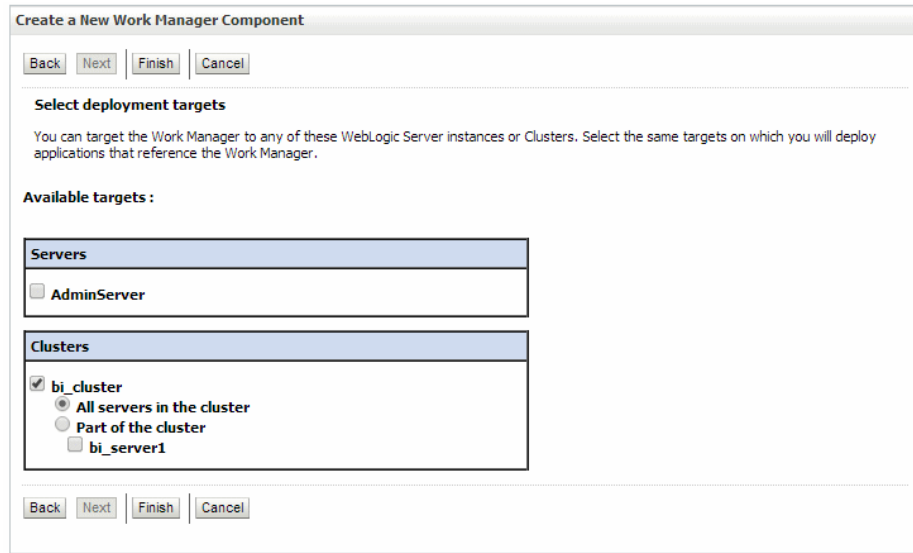 Create a New Work Manager Component
Back Next Finish Cancel
Select deployment targets
You can target the Work Manager to any of these WebLogic Server instances or Clusters. Select the same targets on which you will deploy
applications that reference the Work Manager.
Available targets :
Servers
AdminServer
Clusters
bi_cluster
All servers in the cluster
Part of the cluster
bi_server1
Back Next Finish Cancel